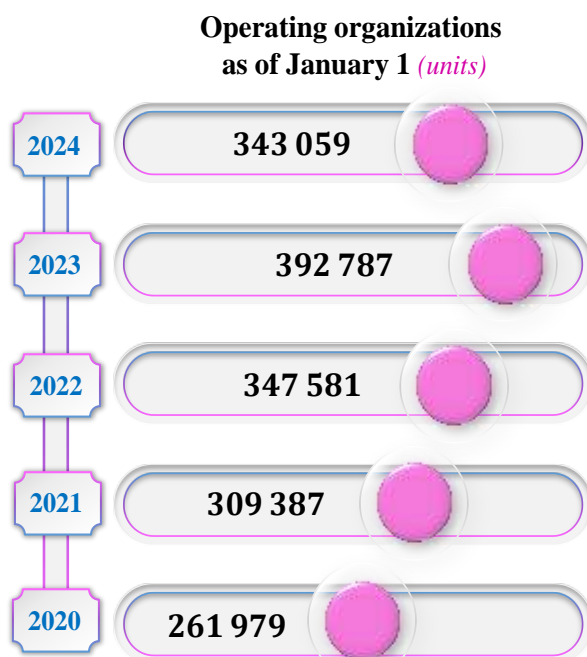 Operating organizations
as of January 1 (units)
2024 343 059
2023 392 787
2022 347 581
2021 309 387
2020 261 979